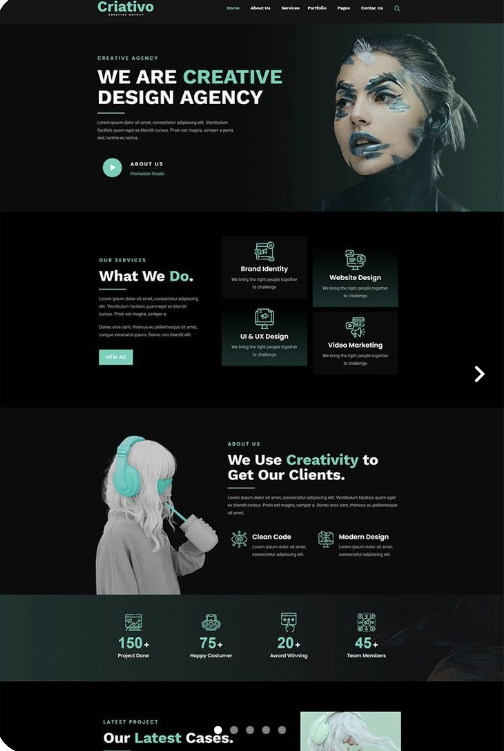 Criativo
CREATIVE AGENCY
Home About Us Services Portfolio Pages Contac Us
CREATIVE AGENCY
WE ARE CREATIVE
DESIGN AGENCY
Lorem ipsum dolor sit amet, consectetur adipiscing elit. Vestibulum
facilisis quam eget ex blandit cursus. Proin est magna, semper a porta
sed, lacinia eu lectus.
ABOUT US
Promotion Studio
OUR SERVICES
What We Do.
Lorem ipsum dolor sit amet, consectetur adipiscing elit.
Vestibulum facilisis quam eget ex blandit
cursus. Proin est magna, semper a
Donec eros sem, rhoncus eu pellentesque sit amet,
congue venenatis ipsum. Donec non blandit elit.
VIEW ALL
Brand Identity
We bring the right people together
to challenge
Website Design
We bring the right people together
to challenge
UI & UX Design
We bring the right people together
to challenge
Video Marketing
We bring the right people together
to challenge
ABOUT US
We Use Creativity to
Get Our Clients.
Lorem ipsum dolor sit amet, consectetur adipiscing elit. Vestibulum facilisis quam eget
ex blandit cursus. Proin est magna, semper a. Donec eros sem, rhoncus eu pellentesque
sit amet,
Clean Code
Lorem ipsum dolor sit amet,
consectetur adipiscing elit.
Modern Design
Lorem ipsum dolor sit amet,
consectetur adipiscing elit.
150+
Project Done
75+
Happy Costumer
20+
Award Winning
45+
Team Members
LATEST PROJECT
Our Latest Cases.